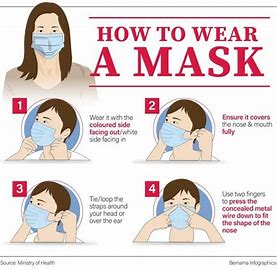 HOW TO WEAR
A MASK
1
Wear it with the
coloured side
facing out/white
side facing in
2
Ensure it covers
the nose & mouth
fully
3
Tie/loop the
straps around
your head or
over the ear
4
Use two fingers
to press the
concealed metal
wire down to fit
the shape of the
nose
Source: Ministry of Health
Bernama Infographics